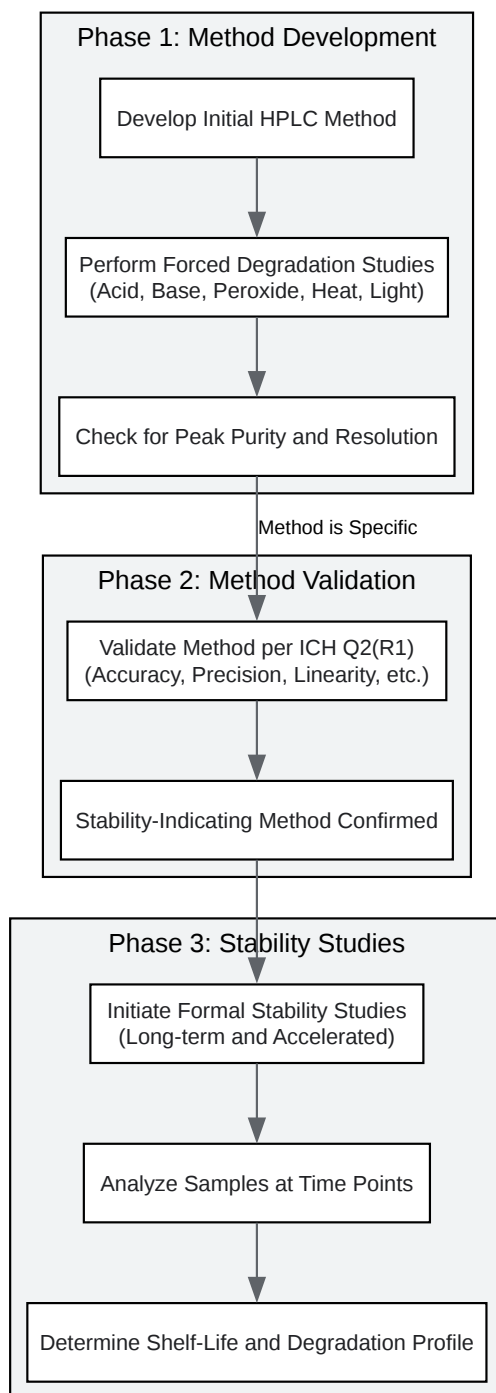 Phase 1: Method Development
Develop Initial HPLC Method
Perform Forced Degradation Studies
(Acid, Base, Peroxide, Heat, Light)
Check for Peak Purity and Resolution
Method is Specific
Phase 2: Method Validation
Validate Method per ICH Q2(R1)
(Accuracy, Precision, Linearity, etc.)
Stability-Indicating Method Confirmed
Phase 3: Stability Studies
Initiate Formal Stability Studies
(Long-term and Accelerated)
Analyze Samples at Time Points
Determine Shelf-Life and Degradation Profile